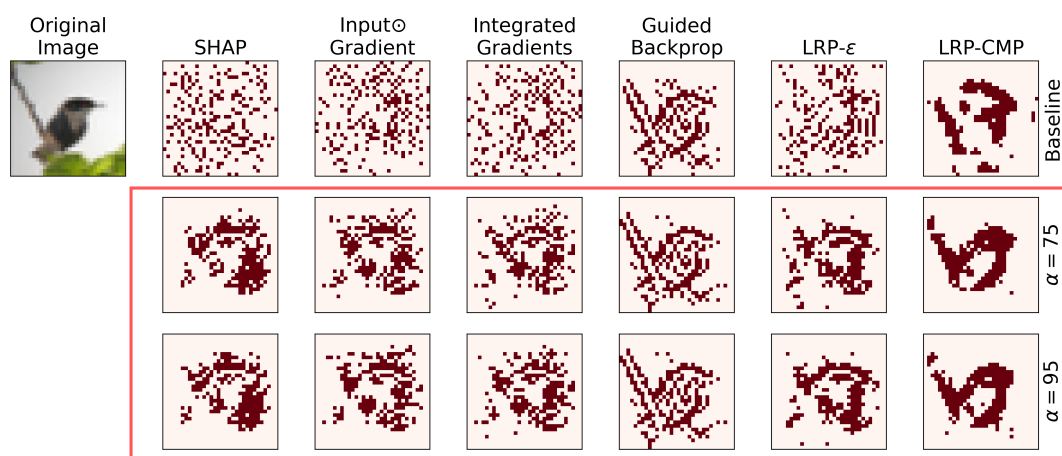 Original
Image
SHAP
Input⊙
Gradient
Integrated
Gradients
Guided
Backprop
LRP-ε
LRP-CMP
Baseline
α = 75
α = 95